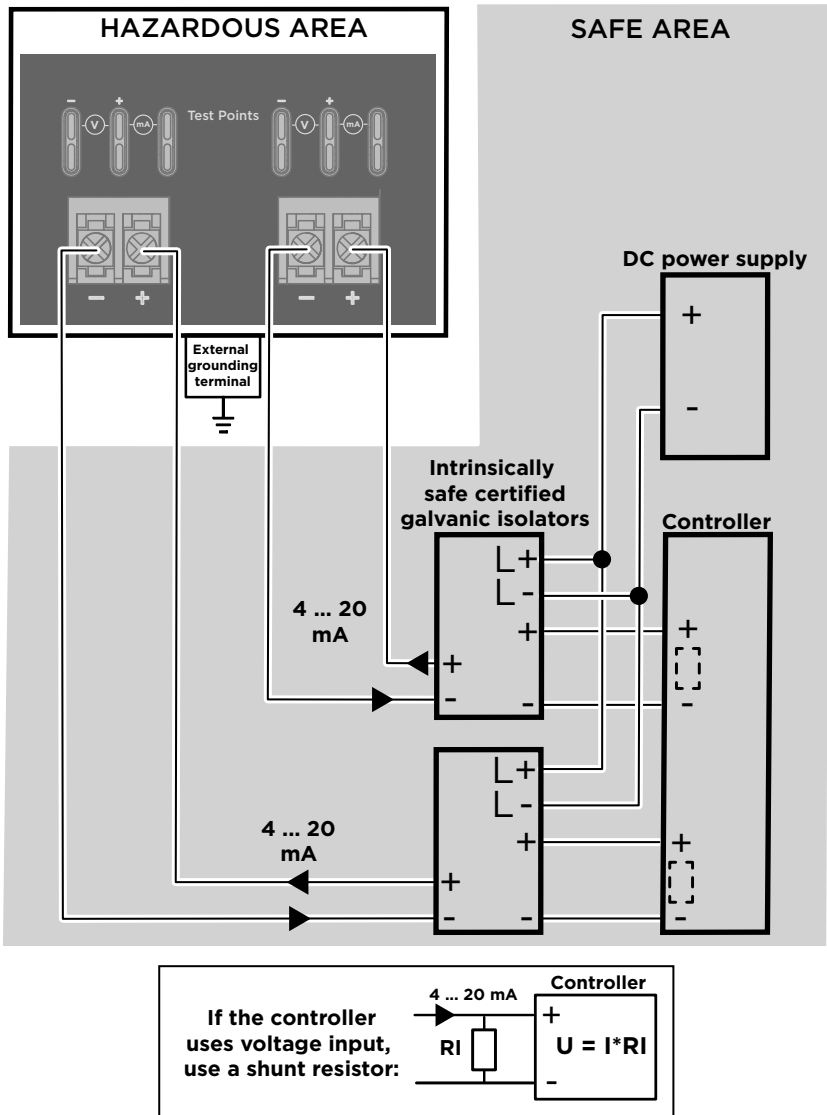 HAZARDOUS AREA
SAFE AREA
- + - +
V mA Test Points V mA
- + - +
External
grounding
terminal
DC power supply
+
-
Intrinsically
safe certified
galvanic isolators
Controller
L+
L-
+
+
-
-
+
-
4 ... 20
mA
L+
L-
+
+
-
-
+
-
4 ... 20
mA
If the controller
uses voltage input,
use a shunt resistor:
4 ... 20 mA
RI
Controller
+
U = I*RI
-